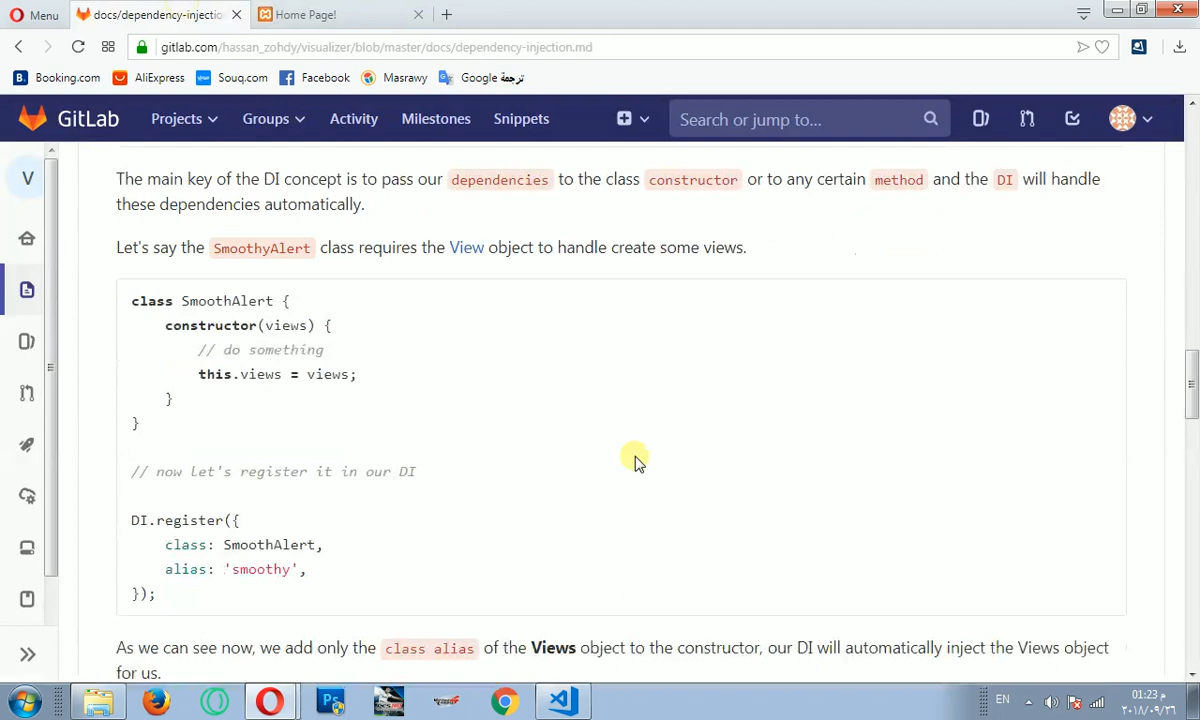 Menu
docs/dependency-injectio
Home Page!
gitlab.com/hassan_zohdy/visualizer/blob/master/docs/dependency-injection.md
B. Booking.com
AliExpress
Souq.com
Facebook
Masrawy
Google ترجمة
GitLab
Projects
Groups
Activity
Milestones
Snippets
Search or jump to...
V
The main key of the DI concept is to pass our dependencies to the class constructor or to any certain method and the DI will handle
these dependencies automatically.
Let's say the SmoothyAlert class requires the View object to handle create some views.
class SmoothAlert {
constructor(views) {
// do something
this.views = views;
}
}
// now let's register it in our DI
DI.register({
class: SmoothAlert,
alias: 'smoothy',
});
As we can see now, we add only the class alias of the Views object to the constructor, our DI will automatically inject the Views object
for us.
EN
01:23 م
٢٠١٨/٠٩/٢٦